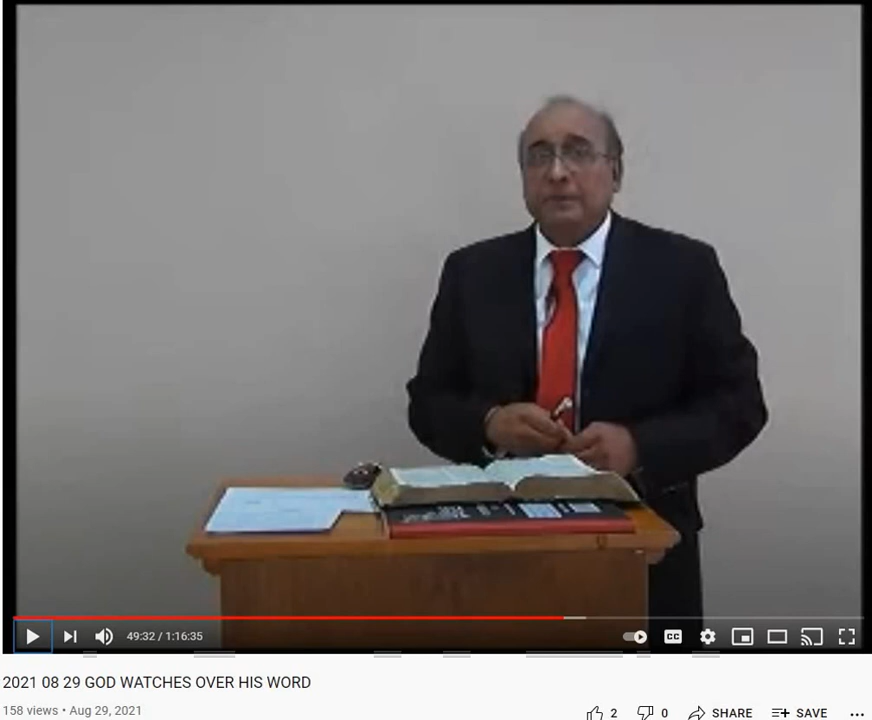 49:32 / 1:16:35
CC
2021 08 29 GOD WATCHES OVER HIS WORD
158 views • Aug 29, 2021
2
0
SHARE
SAVE